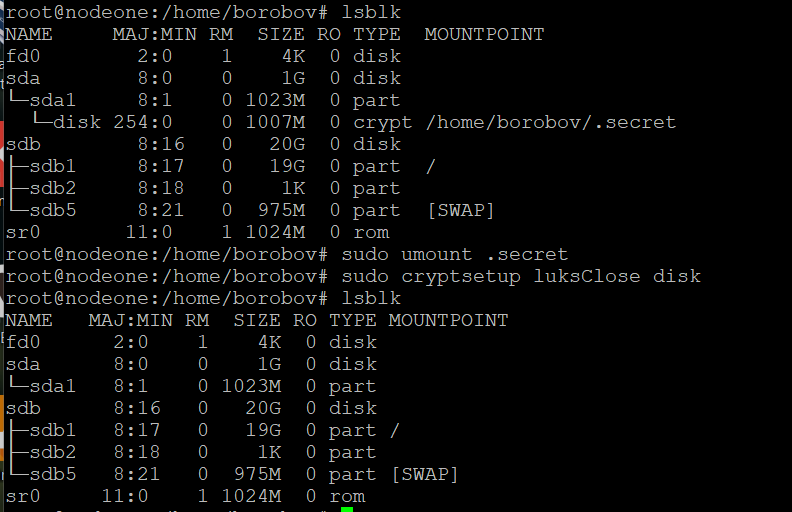 root@nodeone:/home/borobov# lsblk
NAME     MAJ:MIN RM  SIZE RO TYPE  MOUNTPOINT
fd0        2:0    1    4K  0 disk
sda        8:0    0    1G  0 disk
└─sda1     8:1    0 1023M  0 part
  └─disk 254:0    0 1007M  0 crypt /home/borobov/.secret
sdb        8:16   0   20G  0 disk
├─sdb1     8:17   0   19G  0 part  /
├─sdb2     8:18   0    1K  0 part
└─sdb5     8:21   0  975M  0 part  [SWAP]
sr0       11:0    1 1024M  0 rom
root@nodeone:/home/borobov# sudo umount .secret
root@nodeone:/home/borobov# sudo cryptsetup luksClose disk
root@nodeone:/home/borobov# lsblk
NAME   MAJ:MIN RM  SIZE RO TYPE MOUNTPOINT
fd0      2:0    1    4K  0 disk
sda      8:0    0    1G  0 disk
└─sda1   8:1    0 1023M  0 part
sdb      8:16   0   20G  0 disk
├─sdb1   8:17   0   19G  0 part /
├─sdb2   8:18   0    1K  0 part
└─sdb5   8:21   0  975M  0 part [SWAP]
sr0     11:0    1 1024M  0 rom
root@nodeone:/home/borobov#